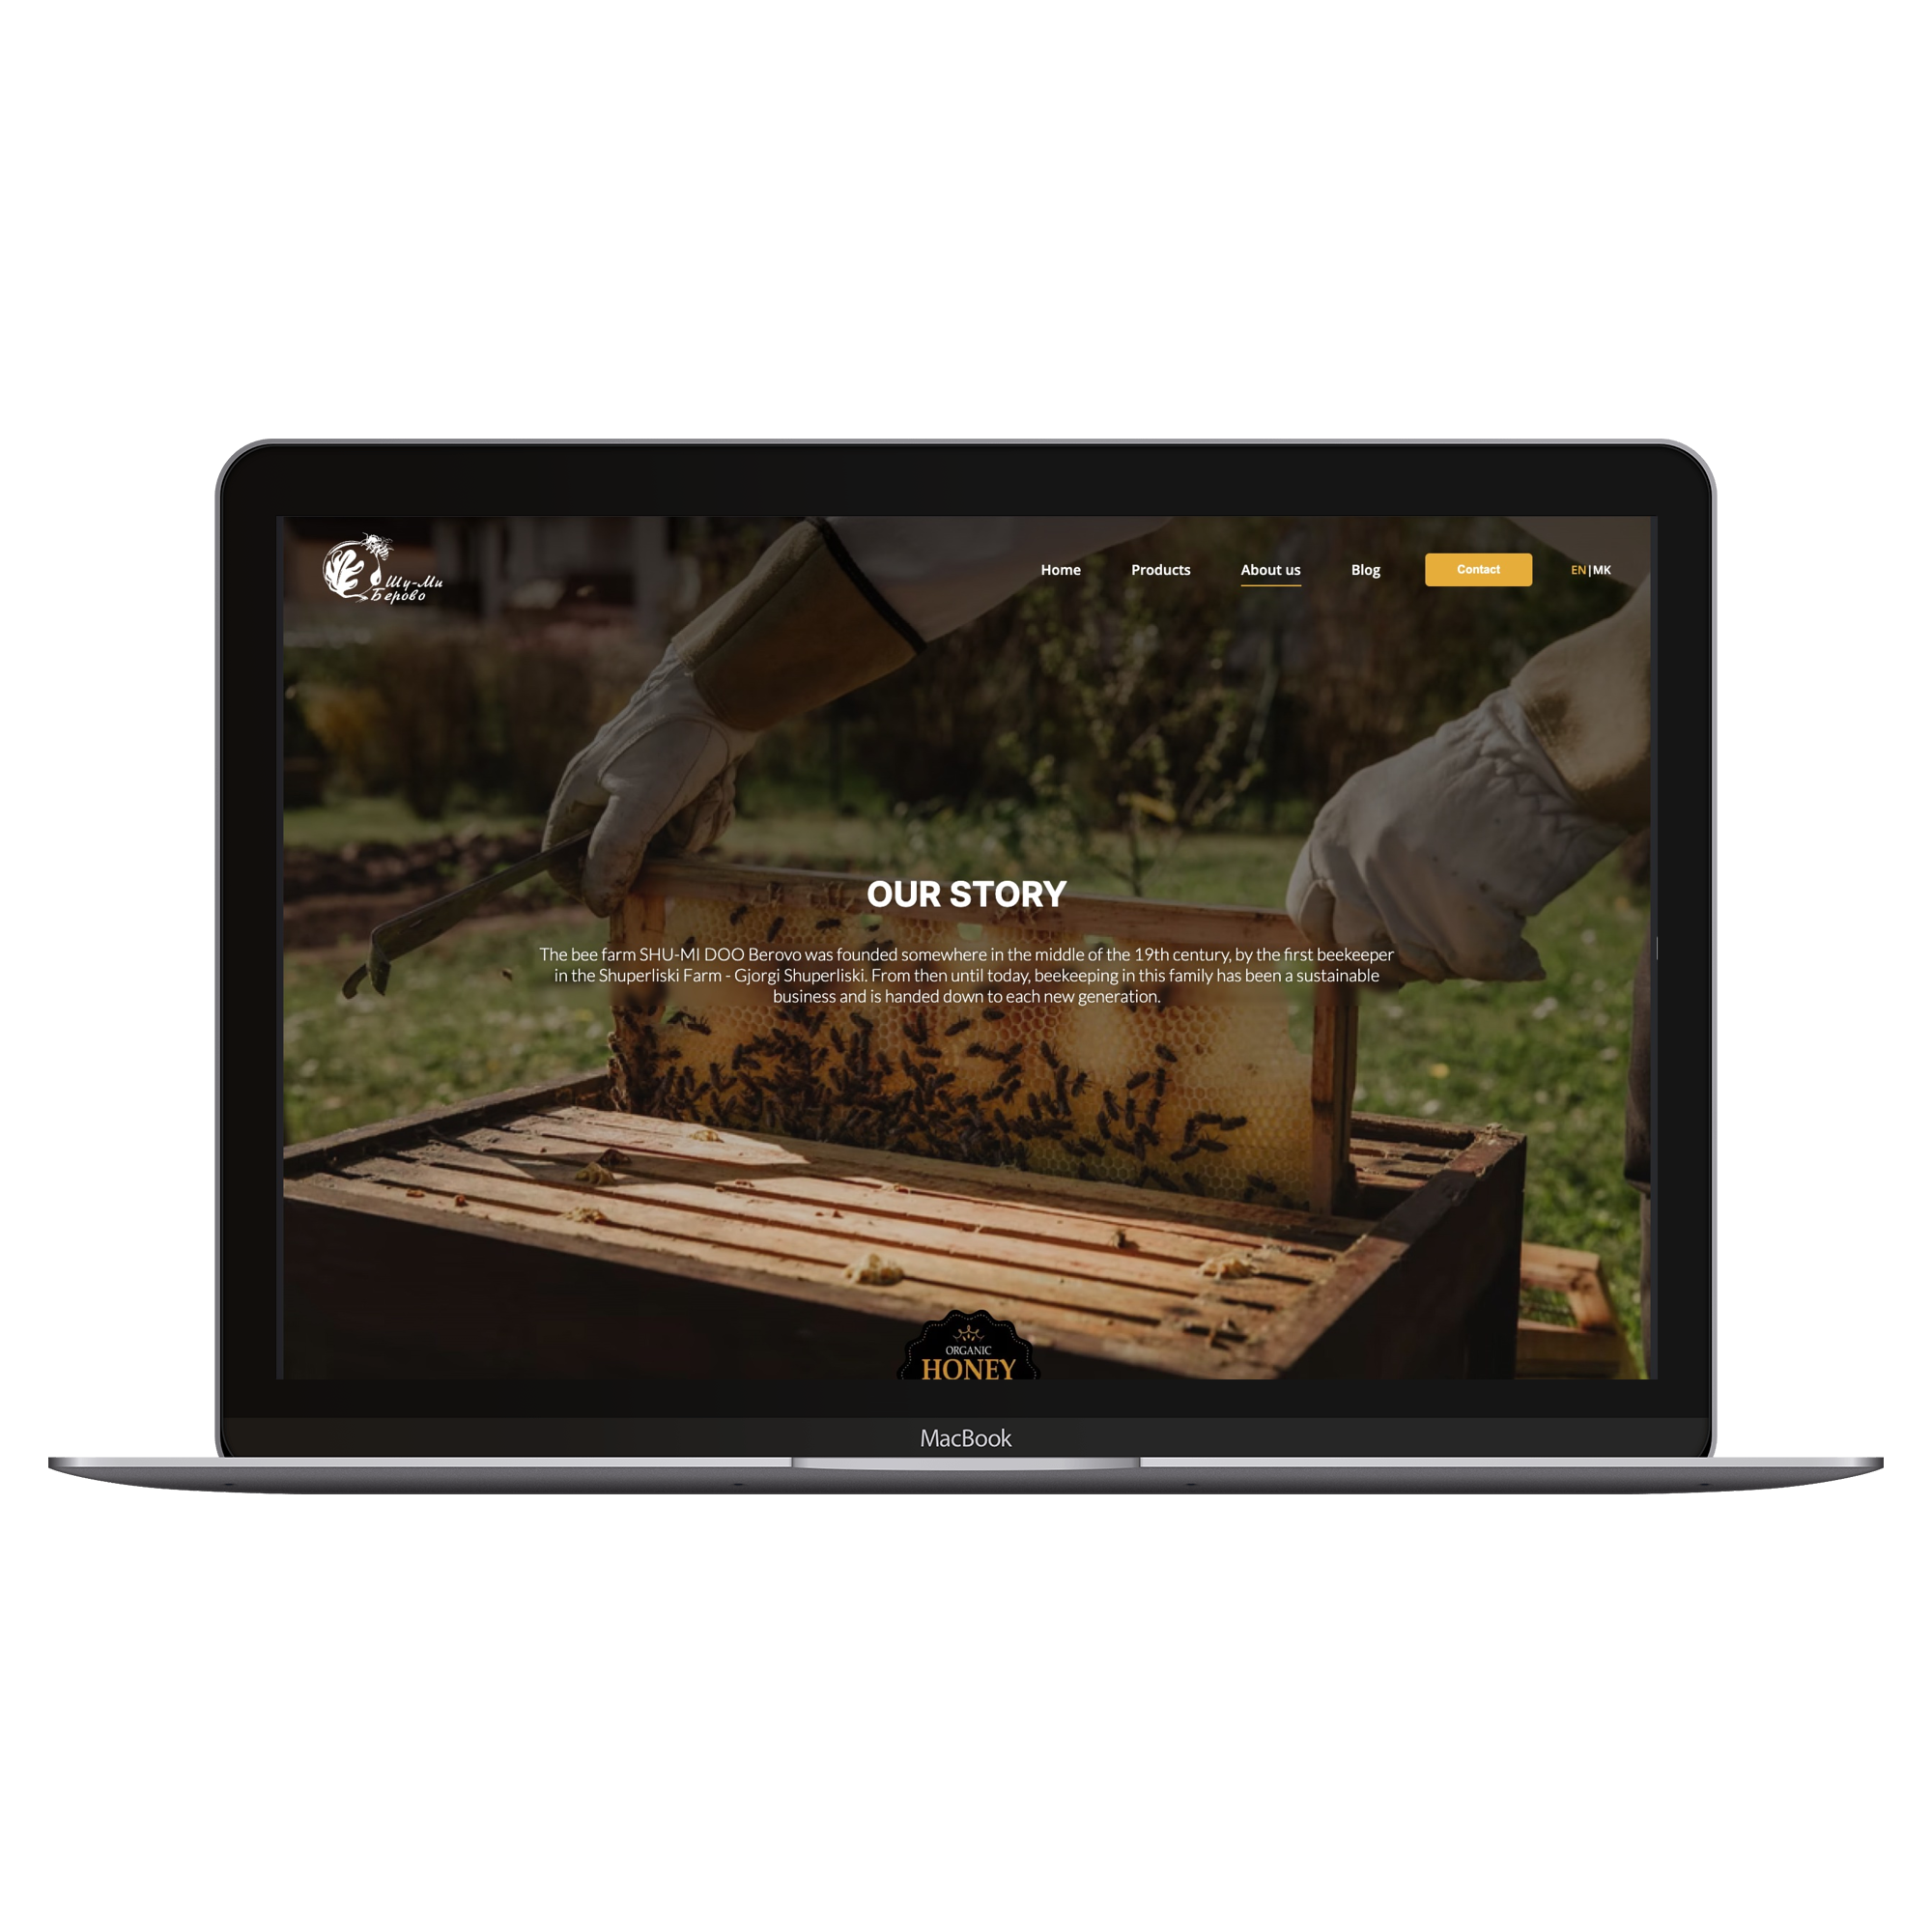 Шу-Ми
Берово
Home Products About us Blog Contact EN|MK
OUR STORY
The bee farm SHU-MI DOO Berovo was founded somewhere in the middle of the 19th century, by the first beekeeper
in the Shuperliski Farm - Gjorgi Shuperliski. From then until today, beekeeping in this family has been a sustainable
business and is handed down to each new generation.
ORGANIC
HONEY
MacBook